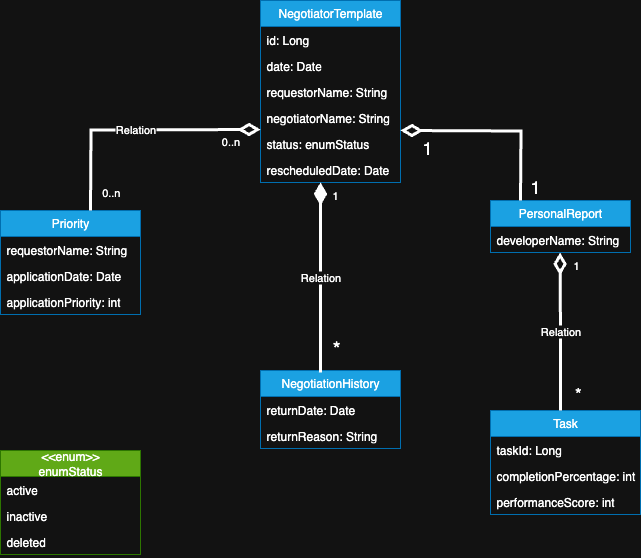 NegotiatorTemplate
id: Long
date: Date
requestorName: String
negotiatorName: String
status: enumStatus
rescheduledDate: Date
Relation
0..n
0..n
1
1
Priority
requestorName: String
applicationDate: Date
applicationPriority: int
1
Relation
*
PersonalReport
developerName: String
1
Relation
*
NegotiationHistory
returnDate: Date
returnReason: String
Task
taskId: Long
completionPercentage: int
performanceScore: int
<<enum>>
enumStatus
active
inactive
deleted